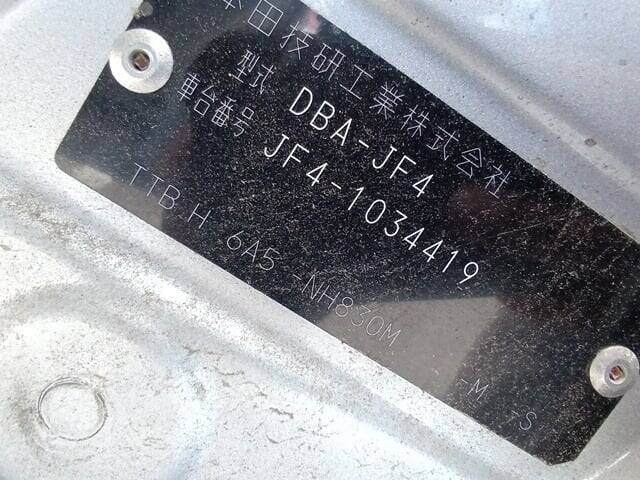 本田技研工業株式会社
型式 DBA-JF4
車台番号 JF4-1034419
TTB H 6A5 -NH830M -M -S